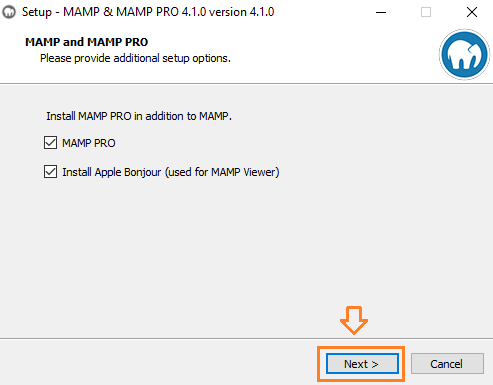 Setup - MAMP & MAMP PRO 4.1.0 version 4.1.0
MAMP and MAMP PRO
Please provide additional setup options.
Install MAMP PRO in addition to MAMP.
MAMP PRO
Install Apple Bonjour (used for MAMP Viewer)
Next >
Cancel